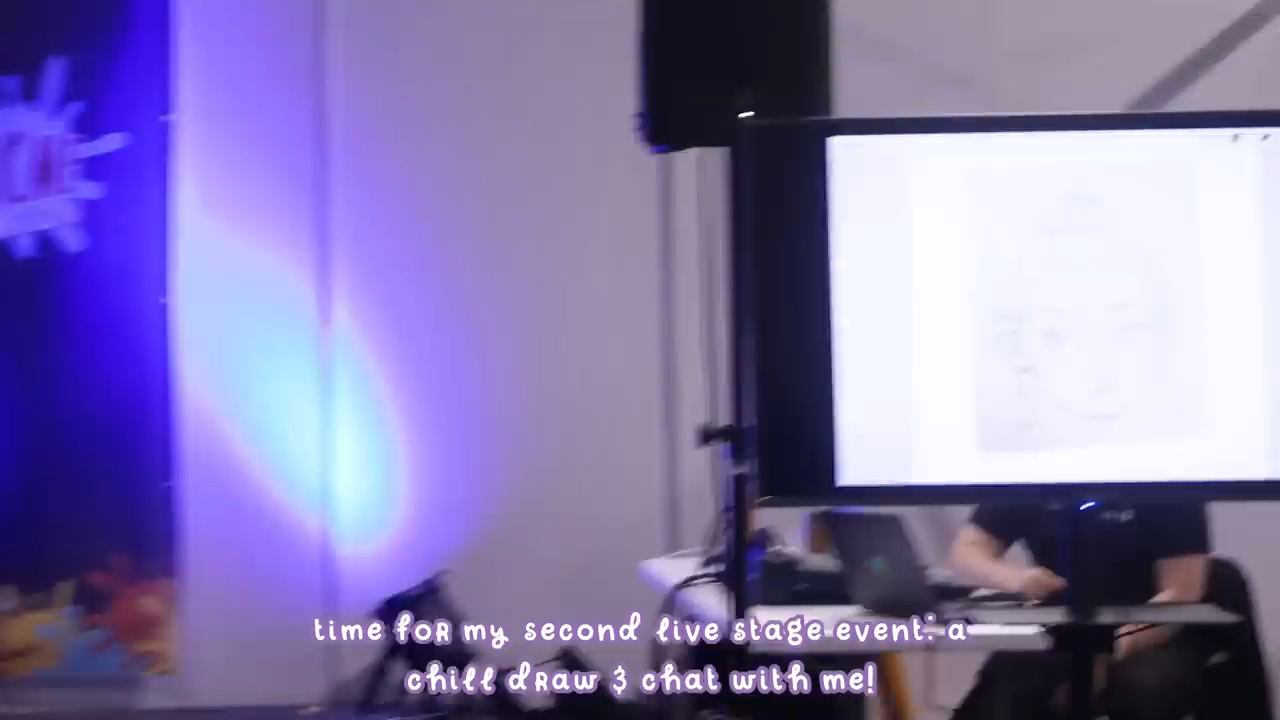 time for my second live stage event: a
chill draw & chat with me!